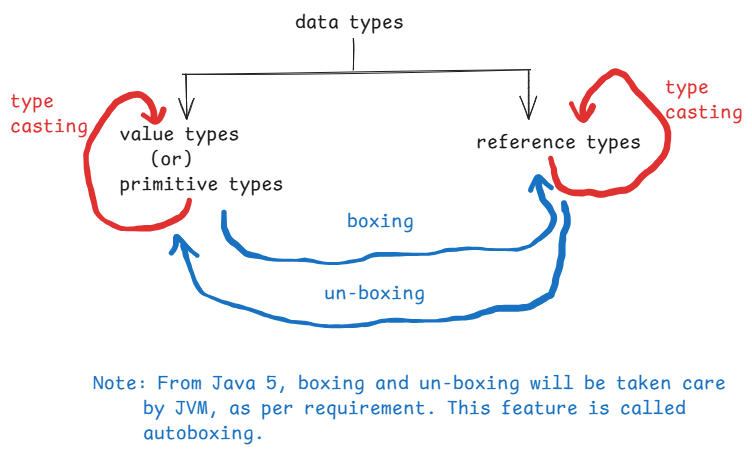 data types
type
casting
type
casting
value types
(or)
primitive types
reference types
boxing
un-boxing
Note: From Java 5, boxing and un-boxing will be taken care
by JVM, as per requirement. This feature is called
autoboxing.